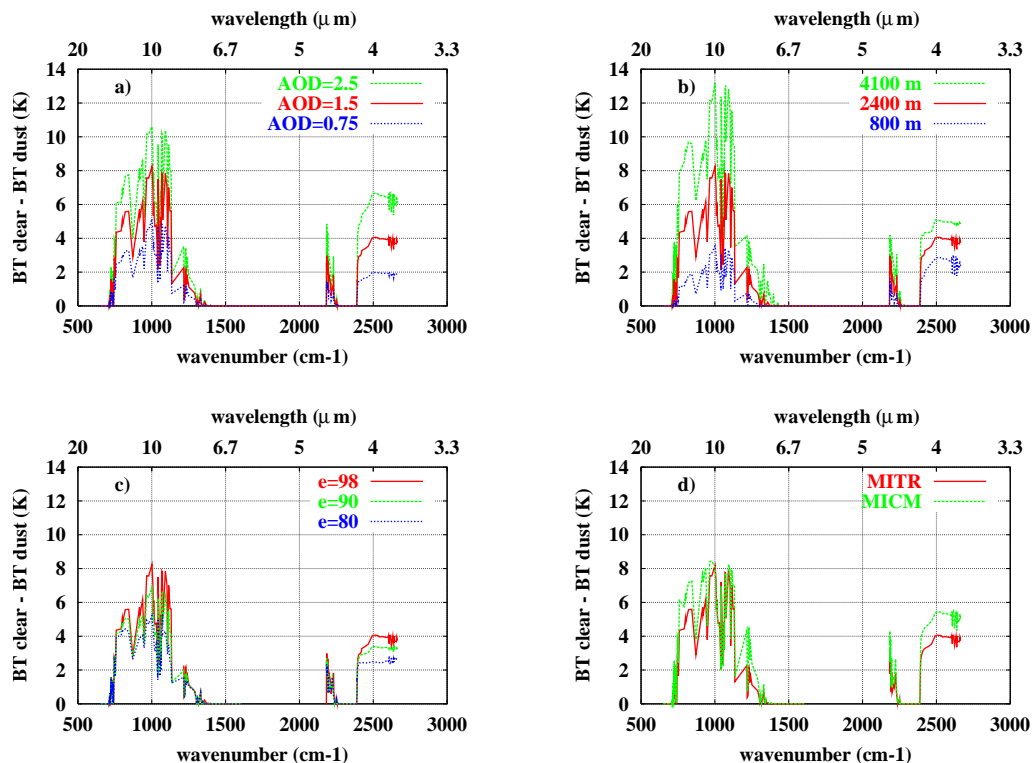 wavelength (μ m)
20 10 6.7 5 4 3.3
BT clear - BT dust (K)
14
12
10
8
6
4
2
0
a)
AOD=2.5
AOD=1.5
AOD=0.75
500 1000 1500 2000 2500 3000
wavenumber (cm-1)
wavelength (μ m)
20 10 6.7 5 4 3.3
BT clear - BT dust (K)
14
12
10
8
6
4
2
0
b)
4100 m
2400 m
800 m
500 1000 1500 2000 2500 3000
wavenumber (cm-1)
wavelength (μ m)
20 10 6.7 5 4 3.3
BT clear - BT dust (K)
14
12
10
8
6
4
2
0
c)
e=98
e=90
e=80
500 1000 1500 2000 2500 3000
wavenumber (cm-1)
wavelength (μ m)
20 10 6.7 5 4 3.3
BT clear - BT dust (K)
14
12
10
8
6
4
2
0
d)
MITR
MICM
500 1000 1500 2000 2500 3000
wavenumber (cm-1)